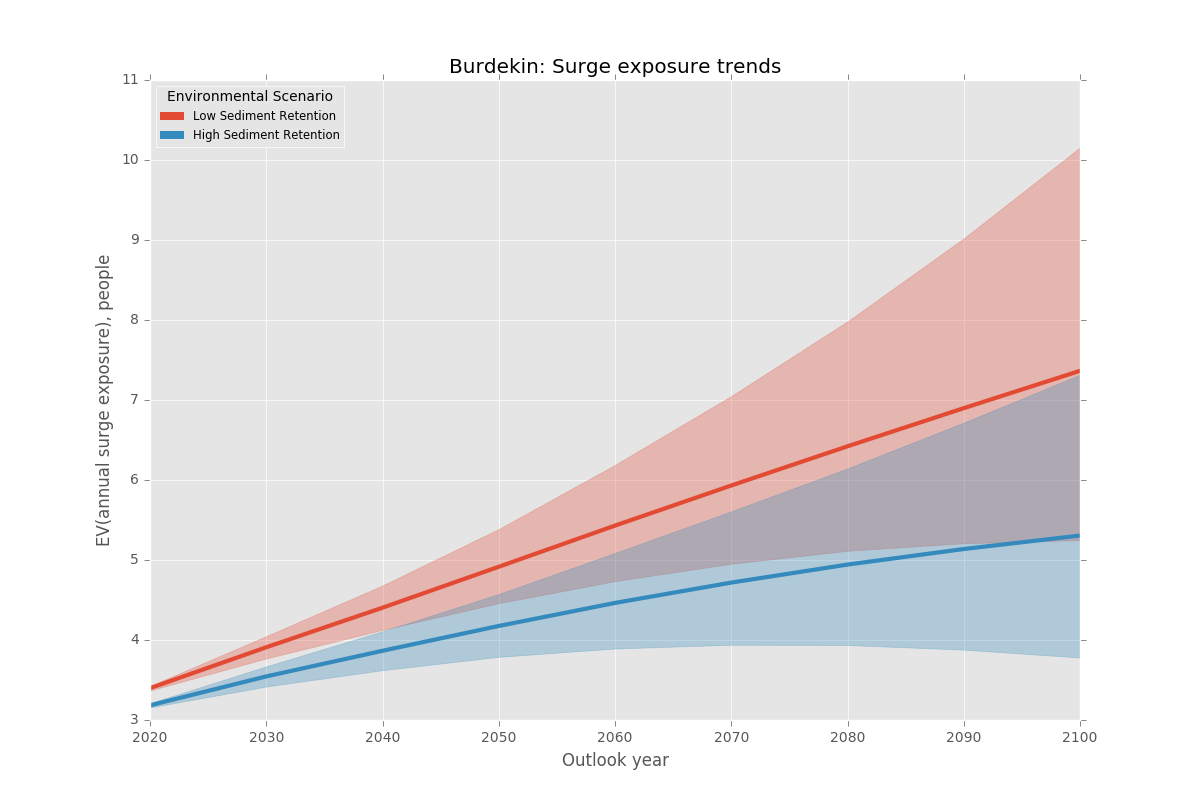 Burdekin: Surge exposure trends
Environmental Scenario
Low Sediment Retention
High Sediment Retention
EV(annual surge exposure), people
11
10
9
8
7
6
5
4
3
2020 2030 2040 2050 2060 2070 2080 2090 2100
Outlook year